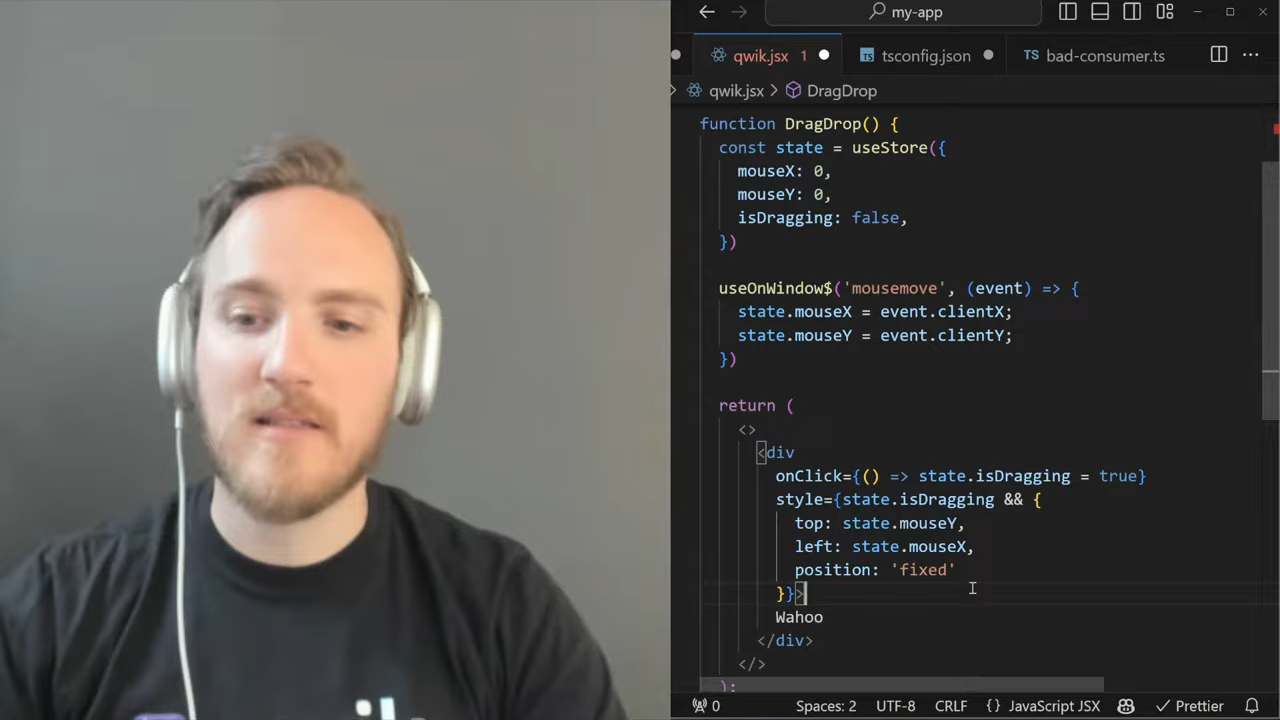 my-app
qwik.jsx 1
tsconfig.json
TS bad-consumer.ts
qwik.jsx > DragDrop
function DragDrop() {
const state = useStore({
mouseX: 0,
mouseY: 0,
isDragging: false,
})
useOnWindow$('mousemove', (event) => {
state.mouseX = event.clientX;
state.mouseY = event.clientY;
})
return (
<>
<div
onClick={() => state.isDragging = true}
style={state.isDragging && {
top: state.mouseY,
left: state.mouseX,
position: 'fixed'
}}>
Wahoo
</div>
</>
);
0 Spaces: 2 UTF-8 CRLF {} JavaScript JSX Prettier